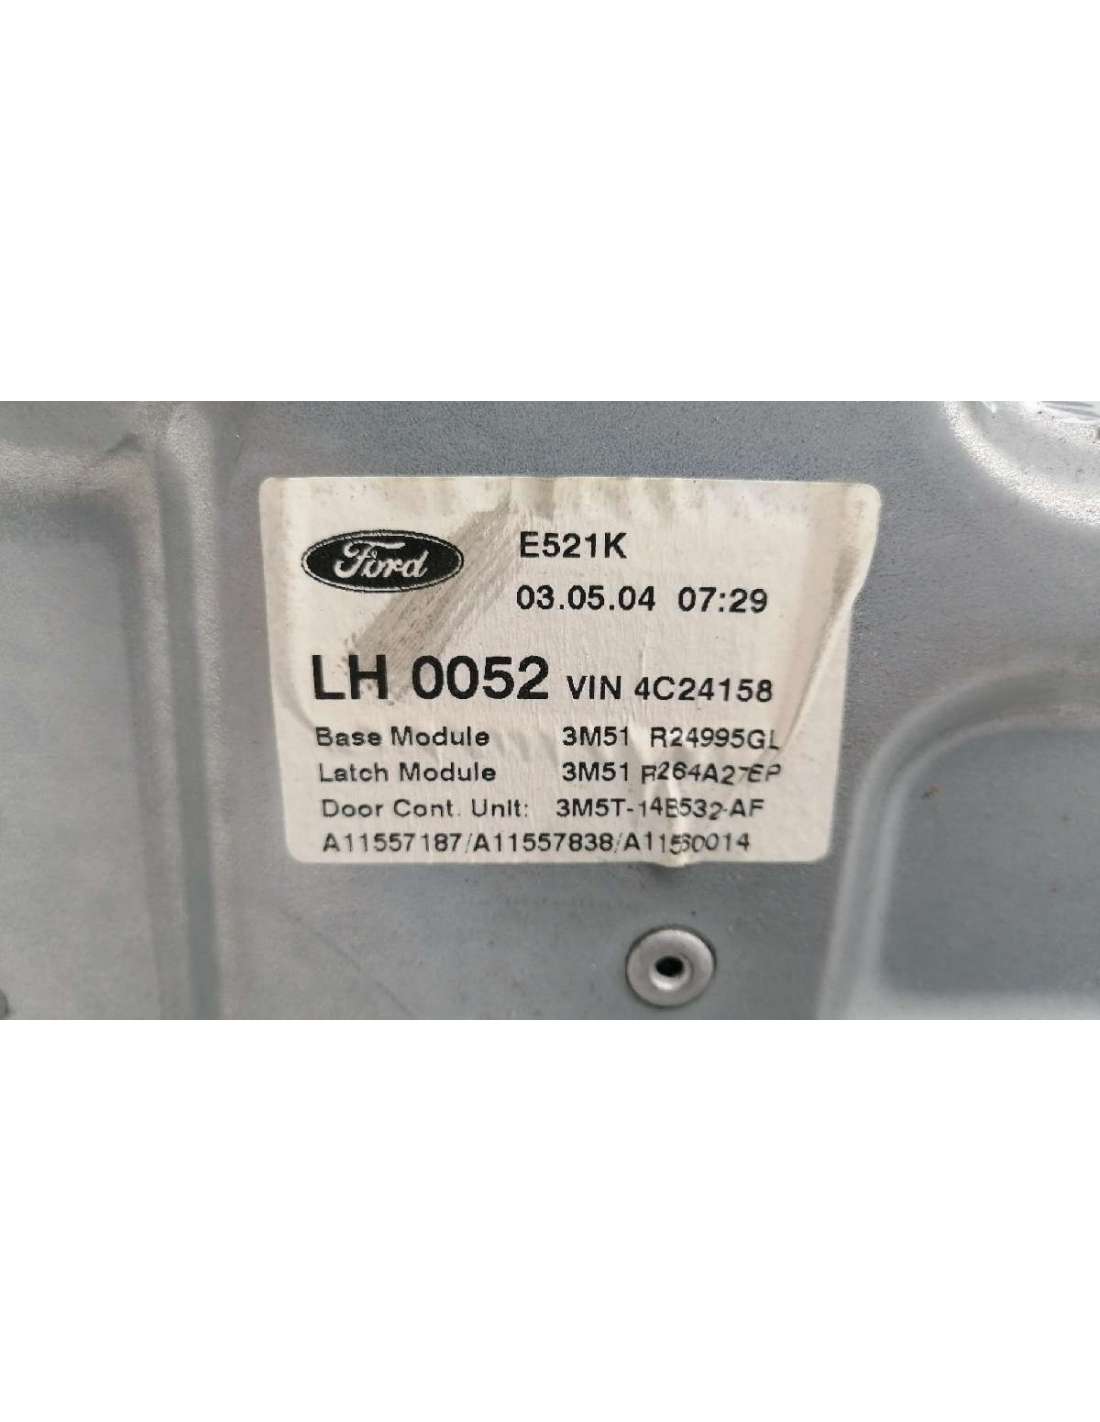 Ford
E521K
03.05.04 07:29
LH 0052 VIN 4C24158
Base Module 3M51 R24995GL
Latch Module 3M51 R264A27EP
Door Cont. Unit: 3M5T-14B532-AF
A11557187/A11557838/A11560014